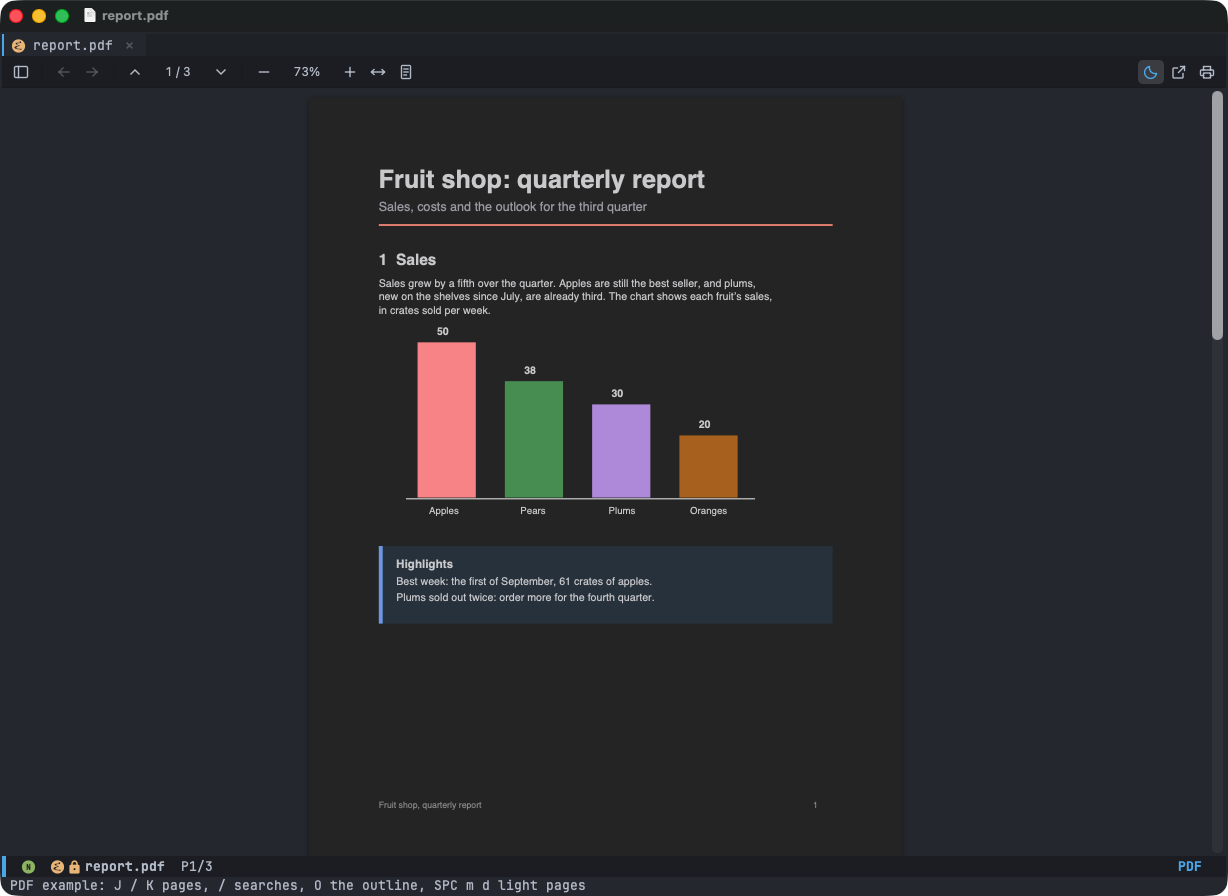 report.pdf
report.pdf ×
1 / 3 73%
Fruit shop: quarterly report
Sales, costs and the outlook for the third quarter
1 Sales
Sales grew by a fifth over the quarter. Apples are still the best seller, and plums,
new on the shelves since July, are already third. The chart shows each fruit's sales,
in crates sold per week.
50
38
30
20
Apples Pears Plums Oranges
Highlights
Best week: the first of September, 61 crates of apples.
Plums sold out twice: order more for the fourth quarter.
Fruit shop, quarterly report 1
N report.pdf P1/3 PDF
PDF example: J / K pages, / searches, O the outline, SPC m d light pages